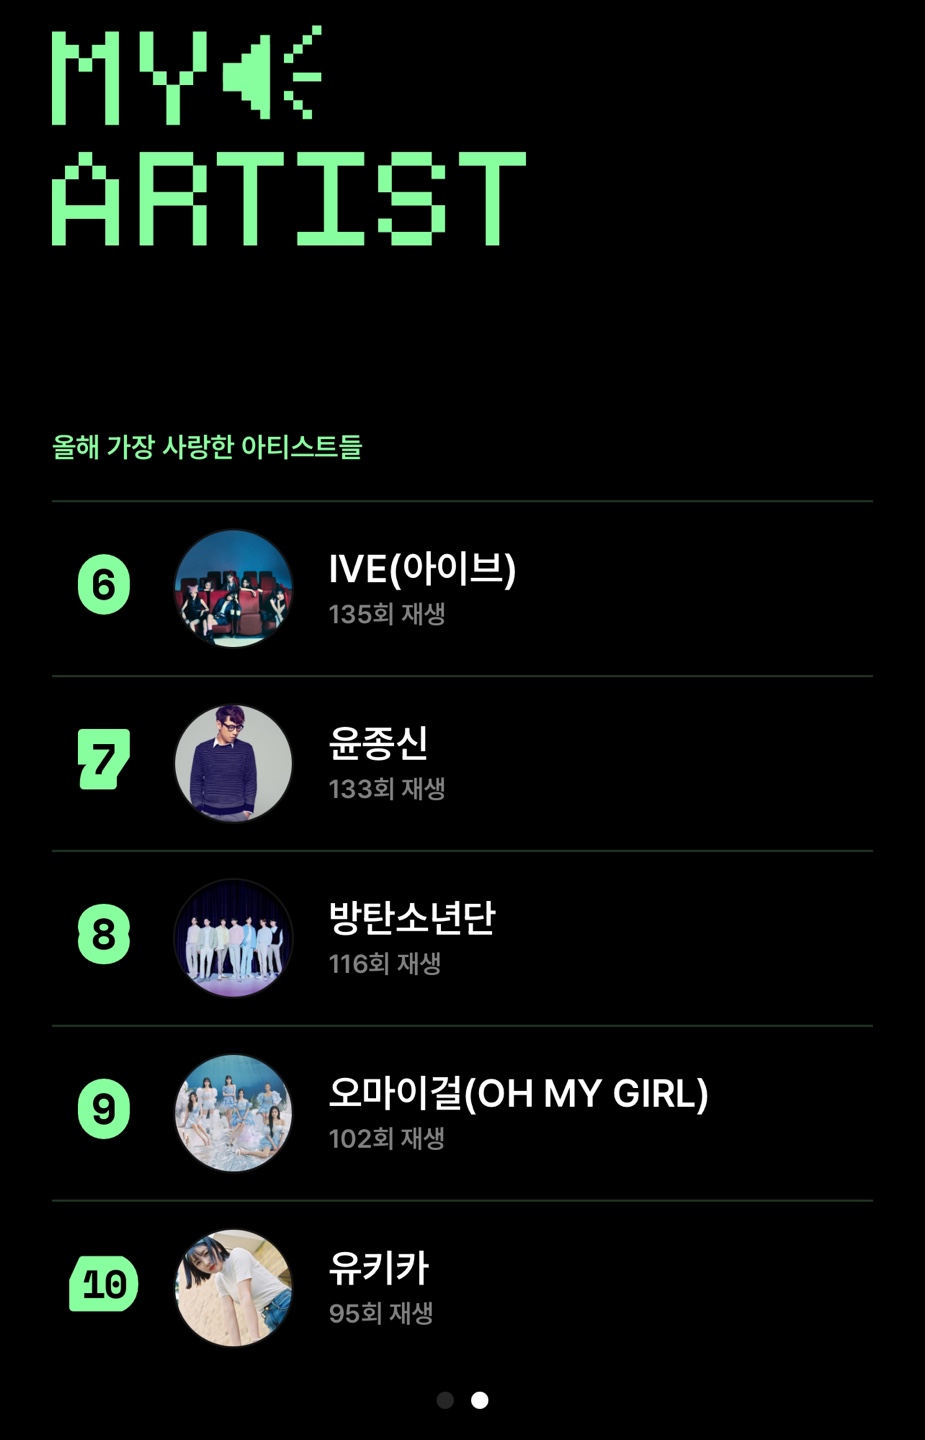 MY
ARTIST
올해 가장 사랑한 아티스트들
6
IVE(아이브)
135회 재생
7
윤종신
133회 재생
8
방탄소년단
116회 재생
9
오마이걸(OH MY GIRL)
102회 재생
10
유키카
95회 재생